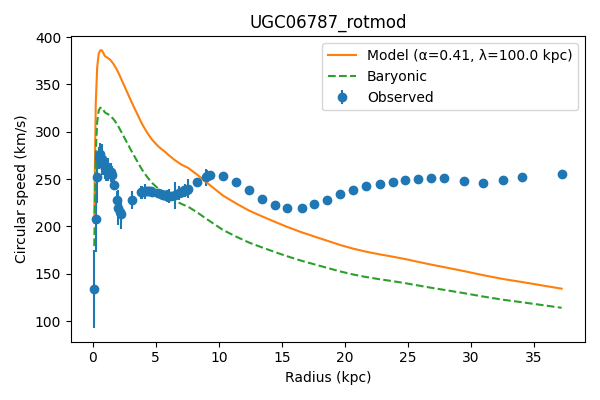 UGC06787_rotmod
Circular speed (km/s)
400
350
300
250
200
150
100
Model (α=0.41, λ=100.0 kpc)
Baryonic
Observed
0
5
10
15
20
25
30
35
Radius (kpc)